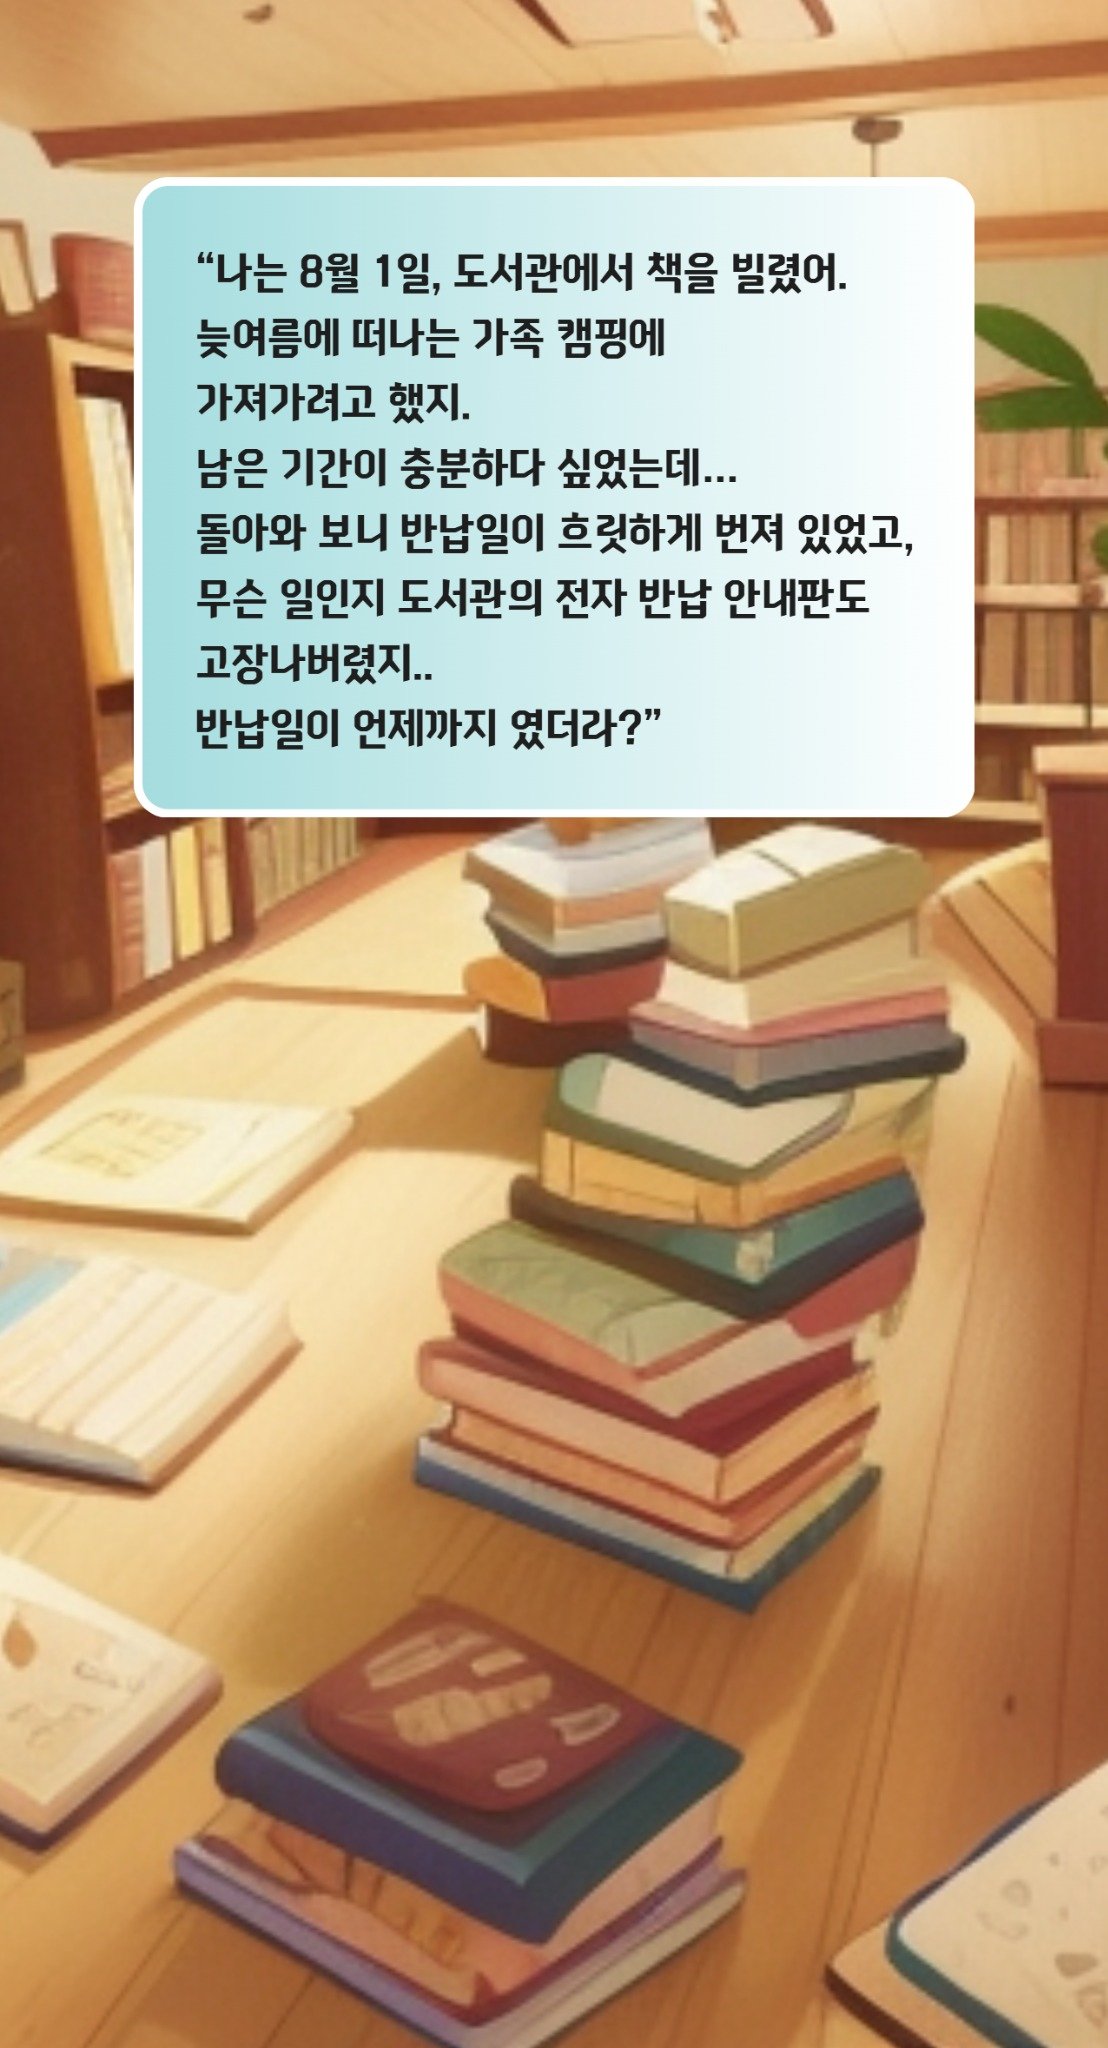 “나는 8월 1일, 도서관에서 책을 빌렸어.
늦여름에 떠나는 가족 캠핑에
가져가려고 했지.
남은 기간이 충분하다 싶었는데...
돌아와 보니 반납일이 흐릿하게 번져 있었고,
무슨 일인지 도서관의 전자 반납 안내판도
고장나버렸지..
반납일이 언제까지 였더라?”